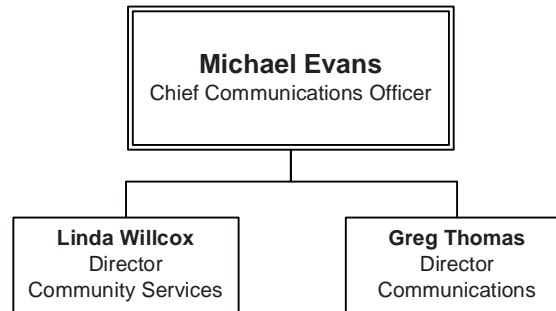 Michael Evans
Chief Communications Officer
Linda Willcox
Director
Community Services
Greg Thomas
Director
Communications